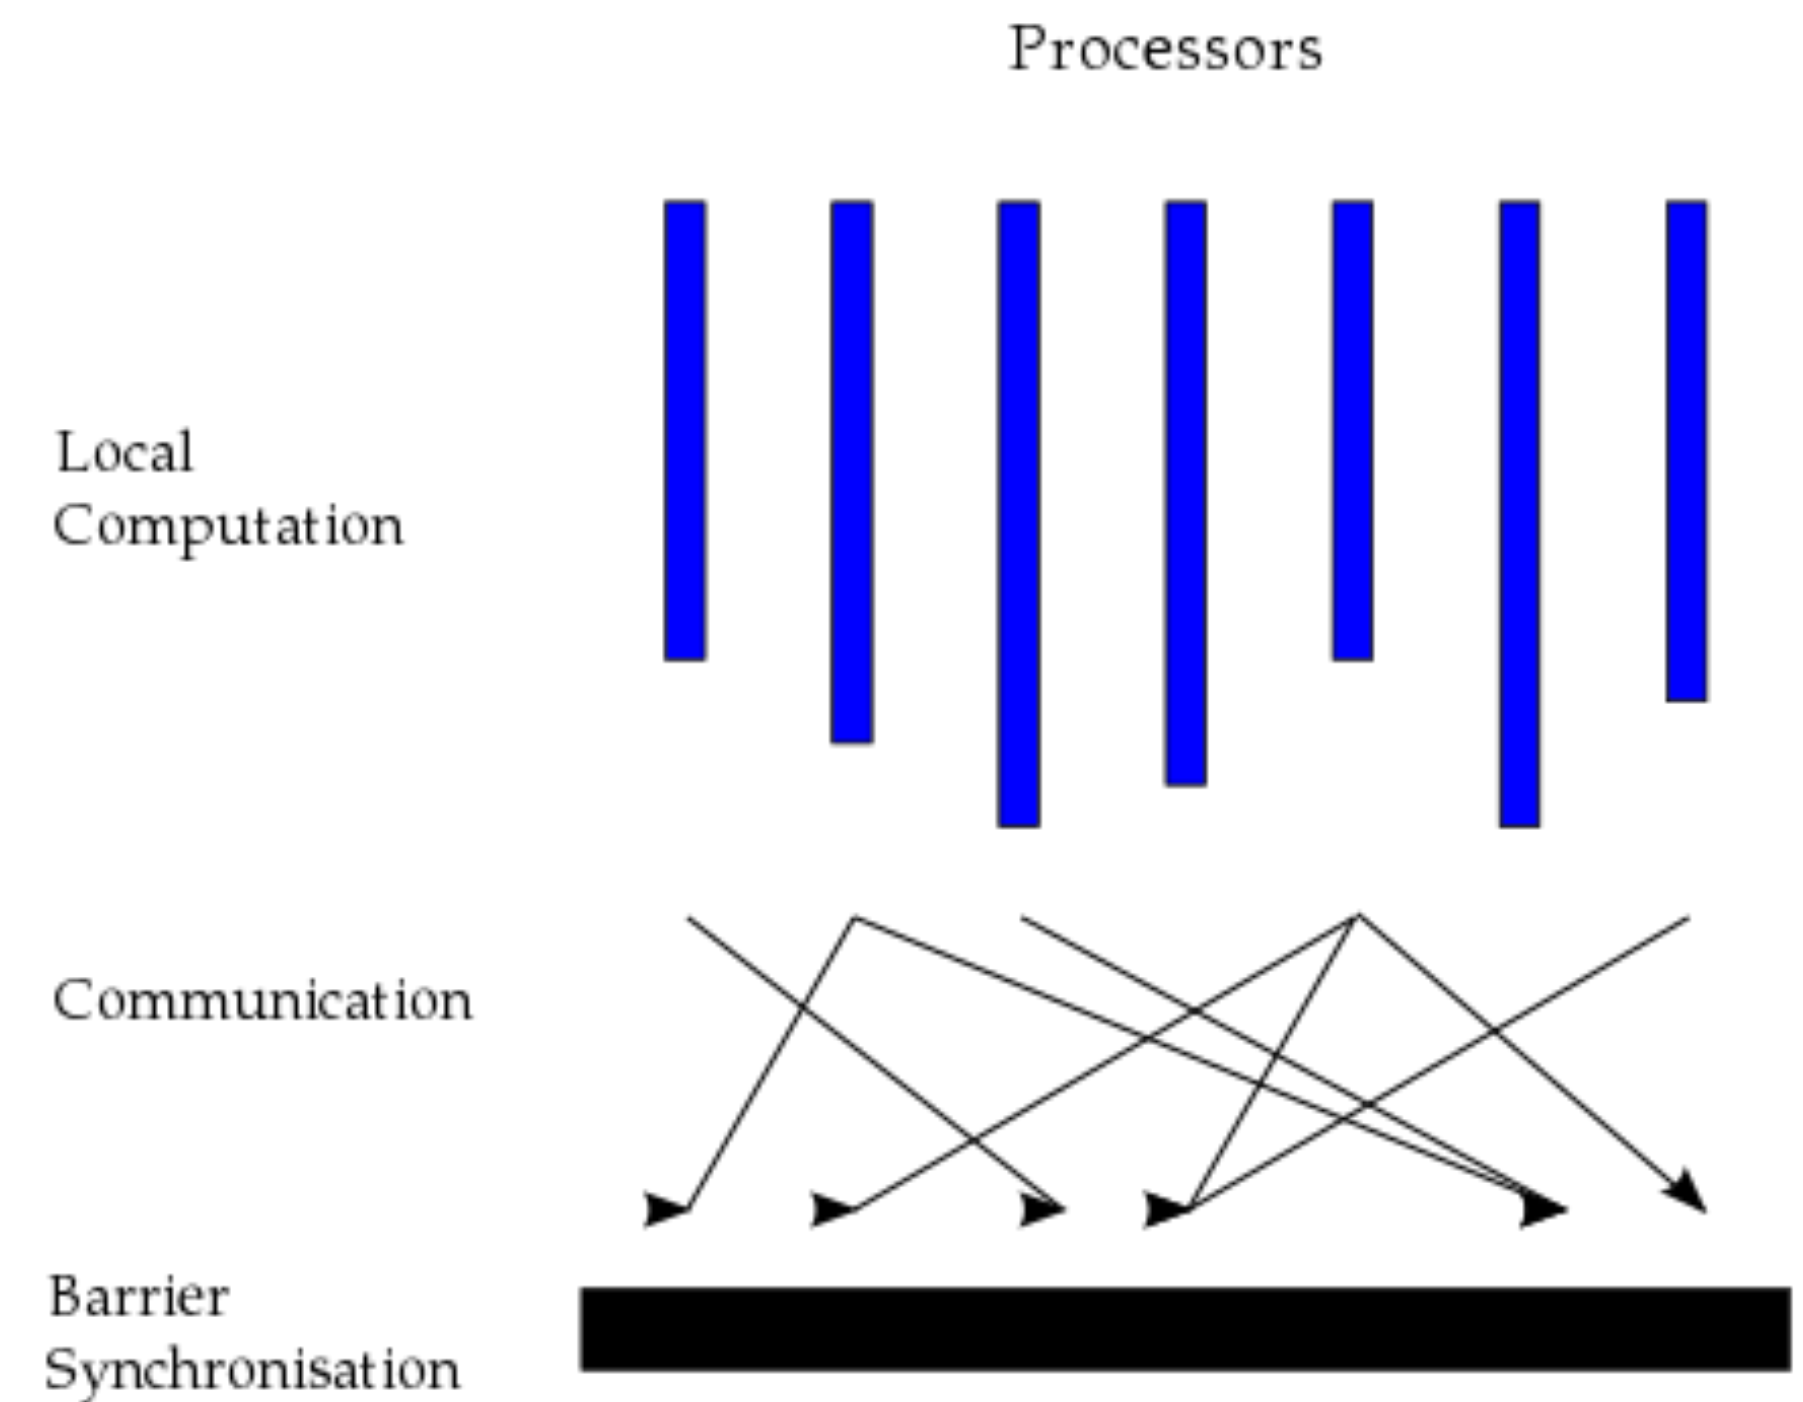 Processors
Local
Computation
Communication
Barrier
Synchronisation